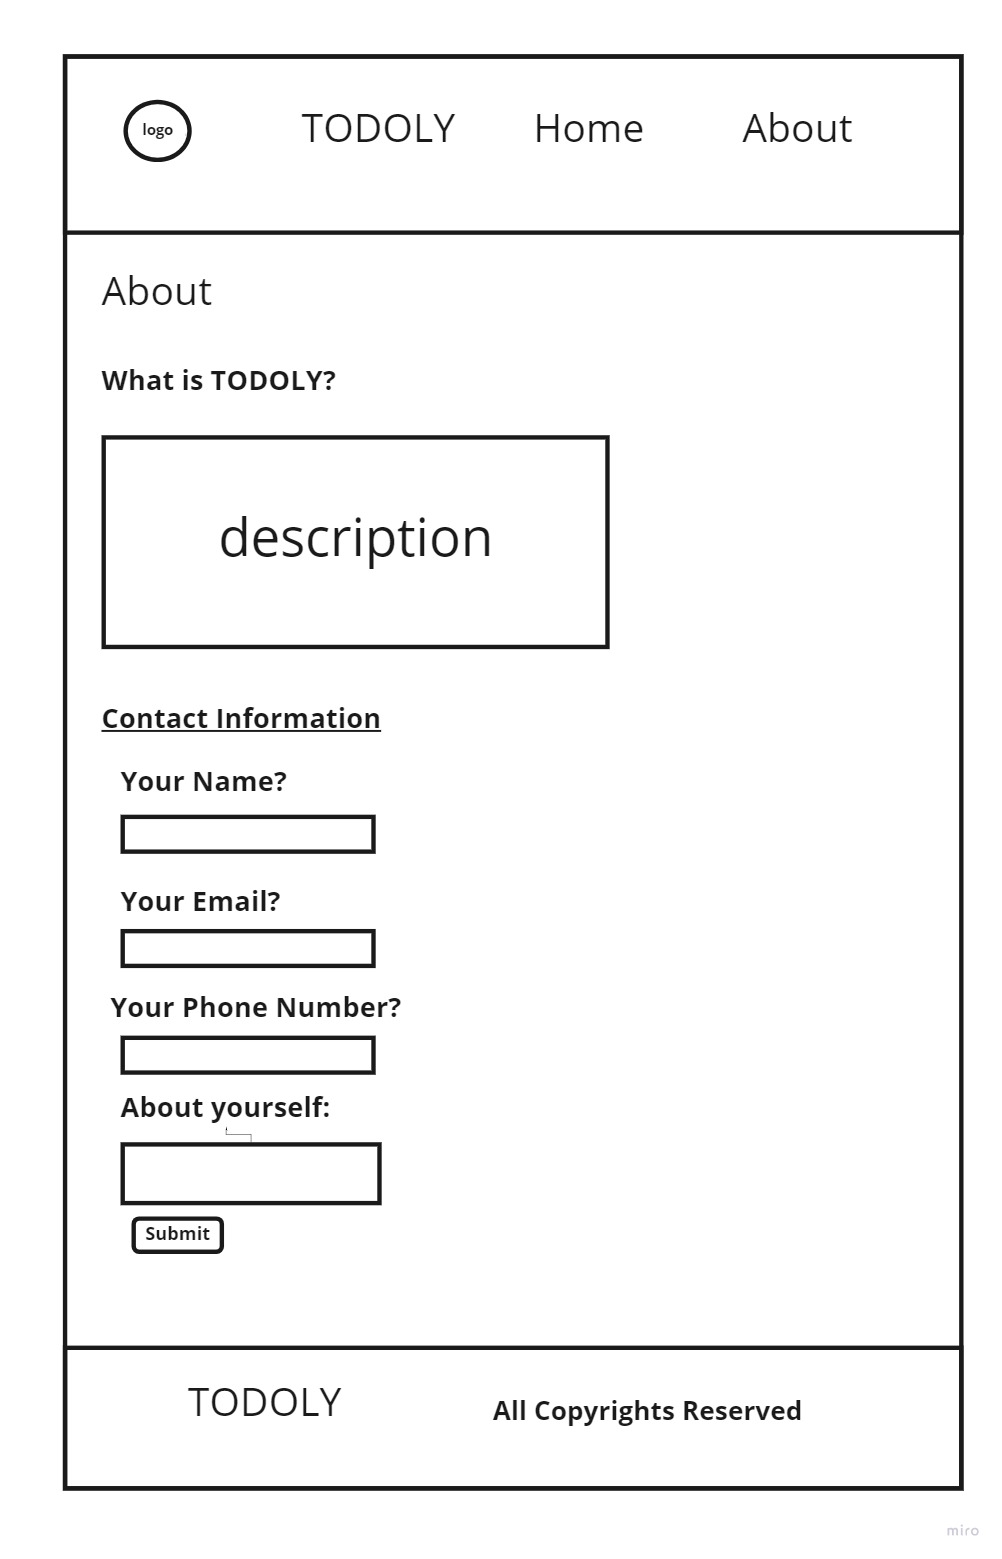 logo TODOLY Home About
About
What is TODOLY?
description
Contact Information
Your Name?
Your Email?
Your Phone Number?
About yourself:
Submit
TODOLY All Copyrights Reserved
miro